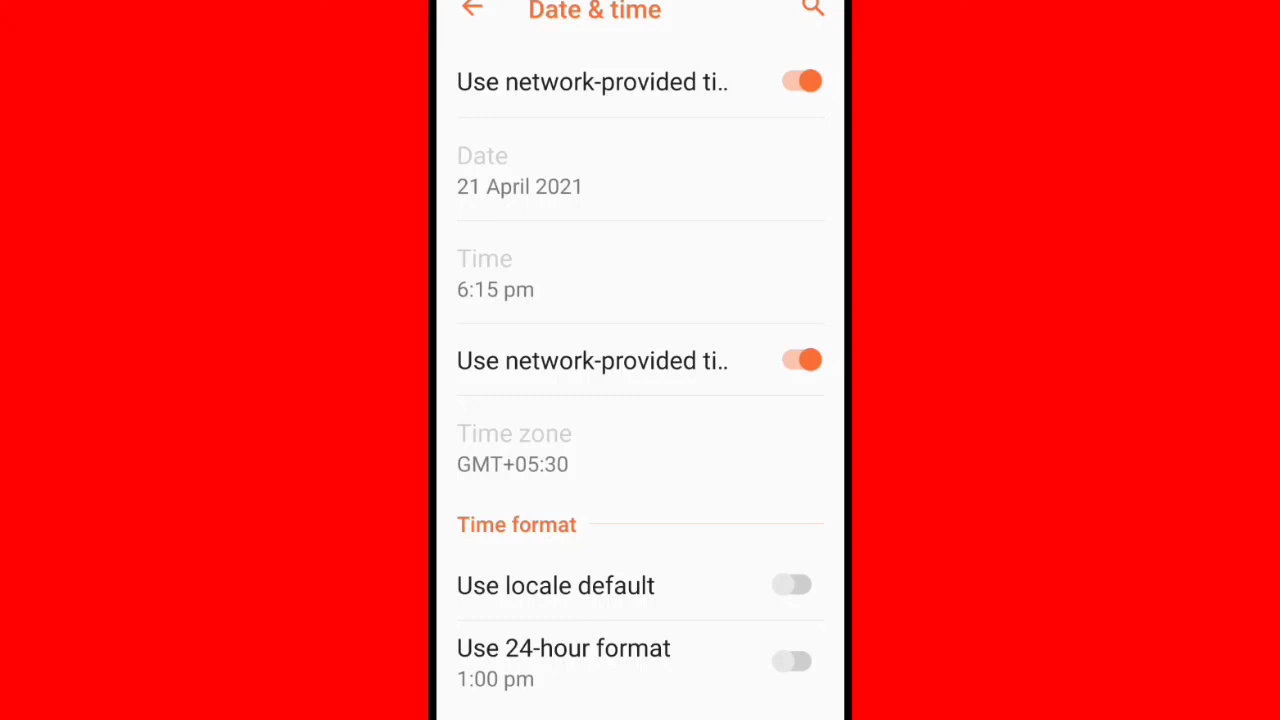 Date & time
Use network-provided ti..
Date
21 April 2021
Time
6:15 pm
Use network-provided ti..
Time zone
GMT+05:30
Time format
Use locale default
Use 24-hour format
1:00 pm